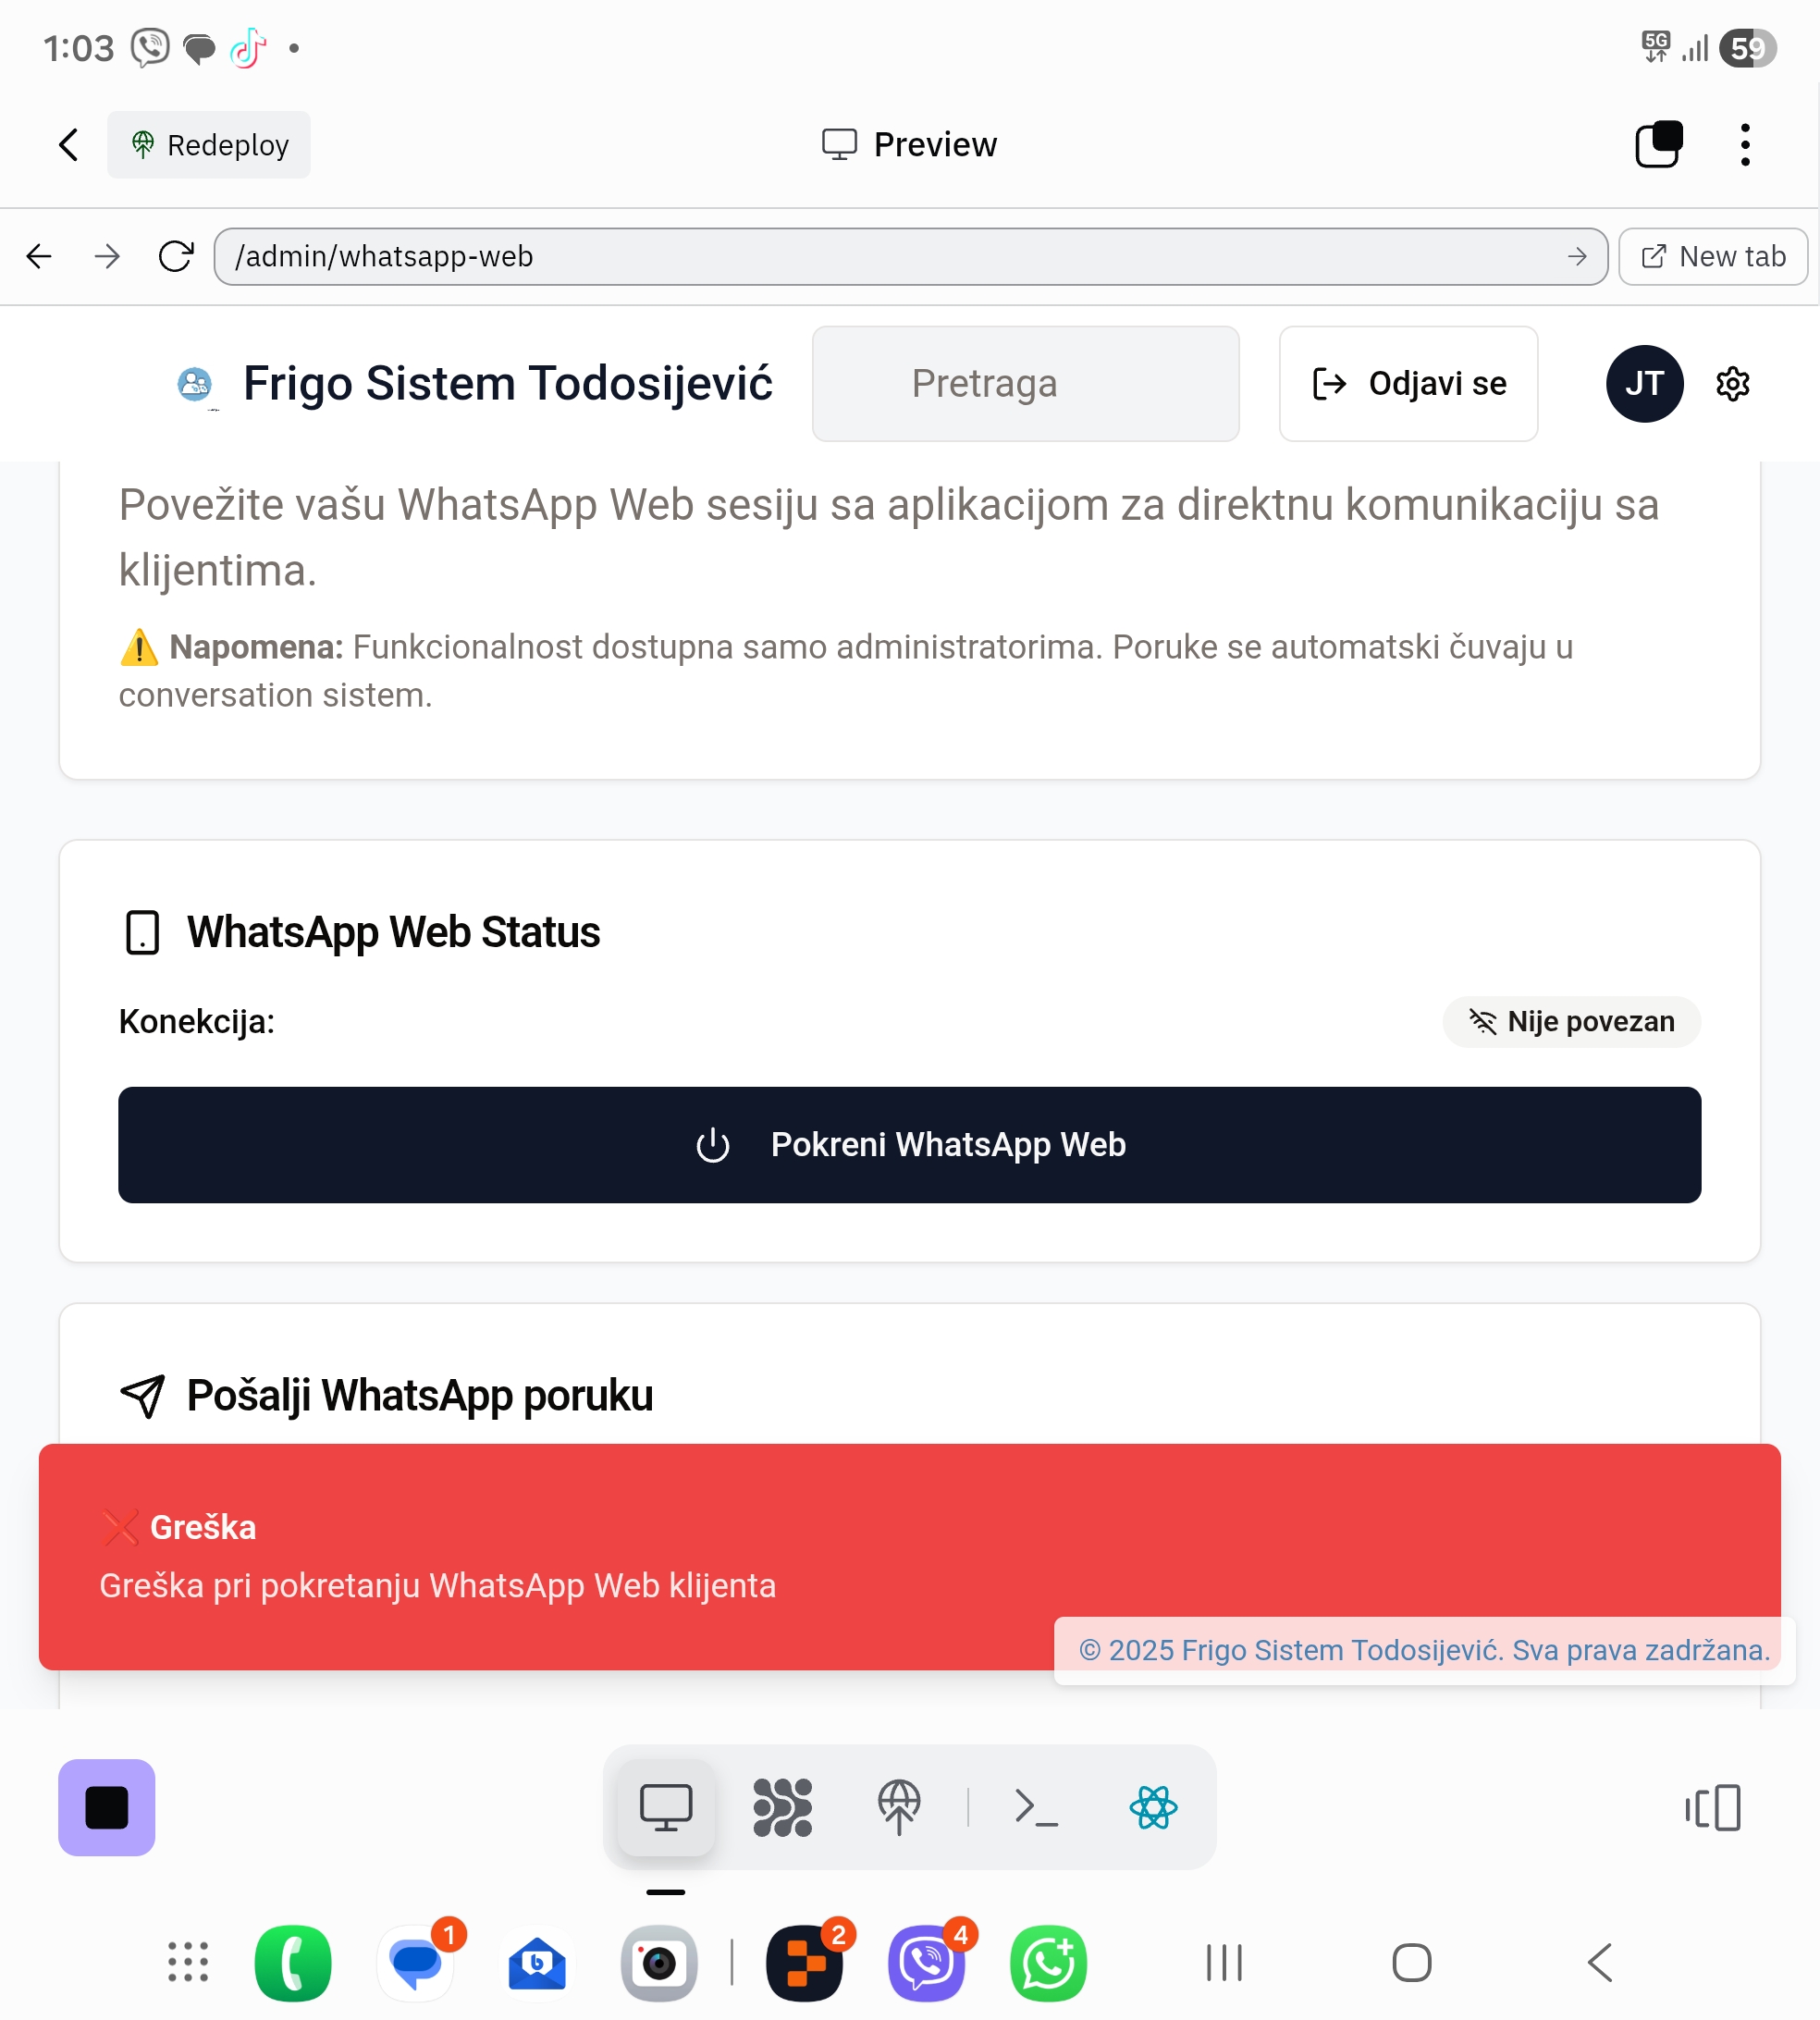 1:03
5G
59
Redeploy
Preview
/admin/whatsapp-web
New tab
Frigo Sistem Todosijević
Pretraga
Odjavi se
JT
Povežite vašu WhatsApp Web sesiju sa aplikacijom za direktnu komunikaciju sa
klijentima.
⚠️ Napomena: Funkcionalnost dostupna samo administratorima. Poruke se automatski čuvaju u
conversation sistem.
WhatsApp Web Status
Konekcija:
Nije povezan
Pokreni WhatsApp Web
Pošalji WhatsApp poruku
❌ Greška
Greška pri pokretanju WhatsApp Web klijenta
© 2025 Frigo Sistem Todosijević. Sva prava zadržana.
1
2
4